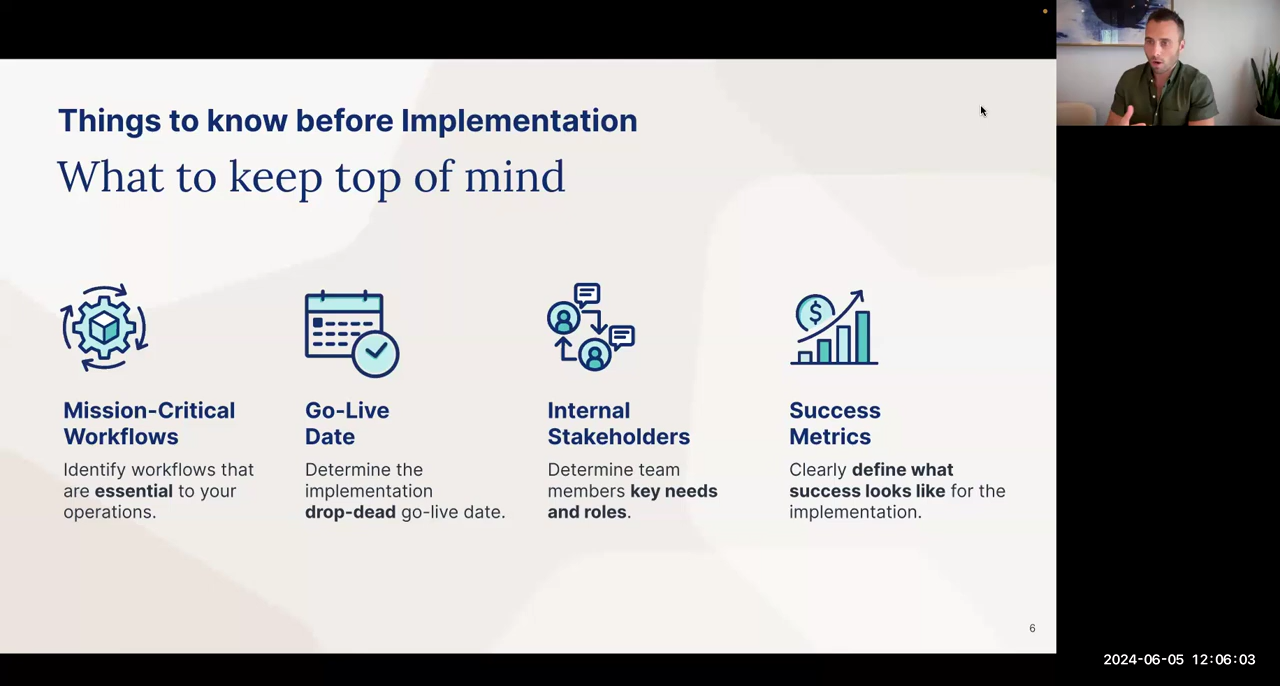 Things to know before Implementation
What to keep top of mind
Mission-Critical
Workflows
Identify workflows that
are essential to your
operations.
Go-Live
Date
Determine the
implementation
drop-dead go-live date.
Internal
Stakeholders
Determine team
members key needs
and roles.
$
Success
Metrics
Clearly define what
success looks like for the
implementation.
6
2024-06-05 12:06:03